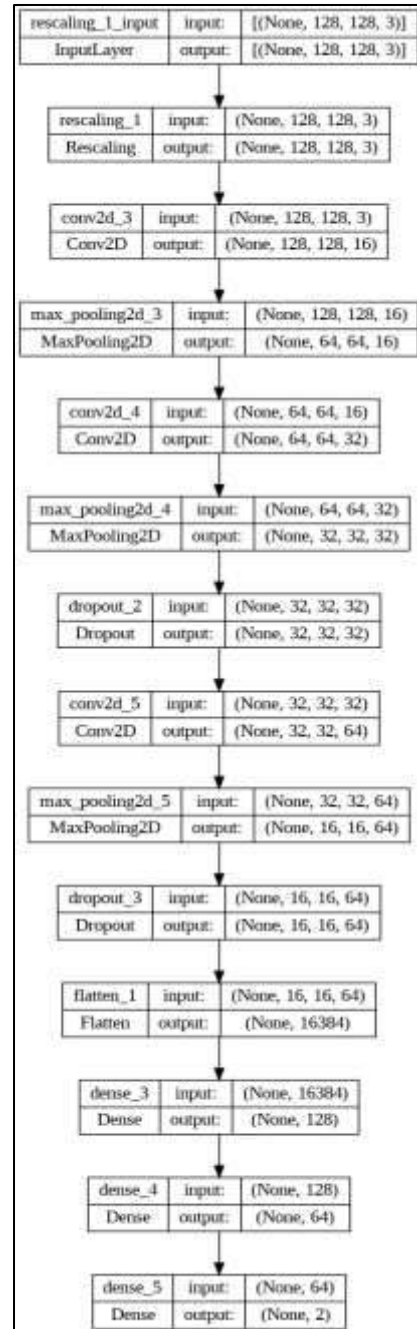 rescaling_1_input input: [(None, 128, 128, 3)]
InputLayer output: [(None, 128, 128, 3)]
rescaling_1 input: (None, 128, 128, 3)
Rescaling output: (None, 128, 128, 3)
conv2d_3 input: (None, 128, 128, 3)
Conv2D output: (None, 128, 128, 16)
max_pooling2d_3 input: (None, 128, 128, 16)
MaxPooling2D output: (None, 64, 64, 16)
conv2d_4 input: (None, 64, 64, 16)
Conv2D output: (None, 64, 64, 32)
max_pooling2d_4 input: (None, 64, 64, 32)
MaxPooling2D output: (None, 32, 32, 32)
dropout_2 input: (None, 32, 32, 32)
Dropout output: (None, 32, 32, 32)
conv2d_5 input: (None, 32, 32, 32)
Conv2D output: (None, 32, 32, 64)
max_pooling2d_5 input: (None, 32, 32, 64)
MaxPooling2D output: (None, 16, 16, 64)
dropout_3 input: (None, 16, 16, 64)
Dropout output: (None, 16, 16, 64)
flatten_1 input: (None, 16, 16, 64)
Flatten output: (None, 16384)
dense_3 input: (None, 16384)
Dense output: (None, 128)
dense_4 input: (None, 128)
Dense output: (None, 64)
dense_5 input: (None, 64)
Dense output: (None, 2)